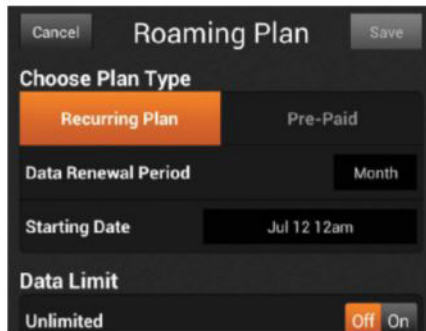 Cancel Roaming Plan Save
Choose Plan Type
Recurring Plan Pre-Paid
Data Renewal Period Month
Starting Date Jul 12 12am
Data Limit
Unlimited Off On